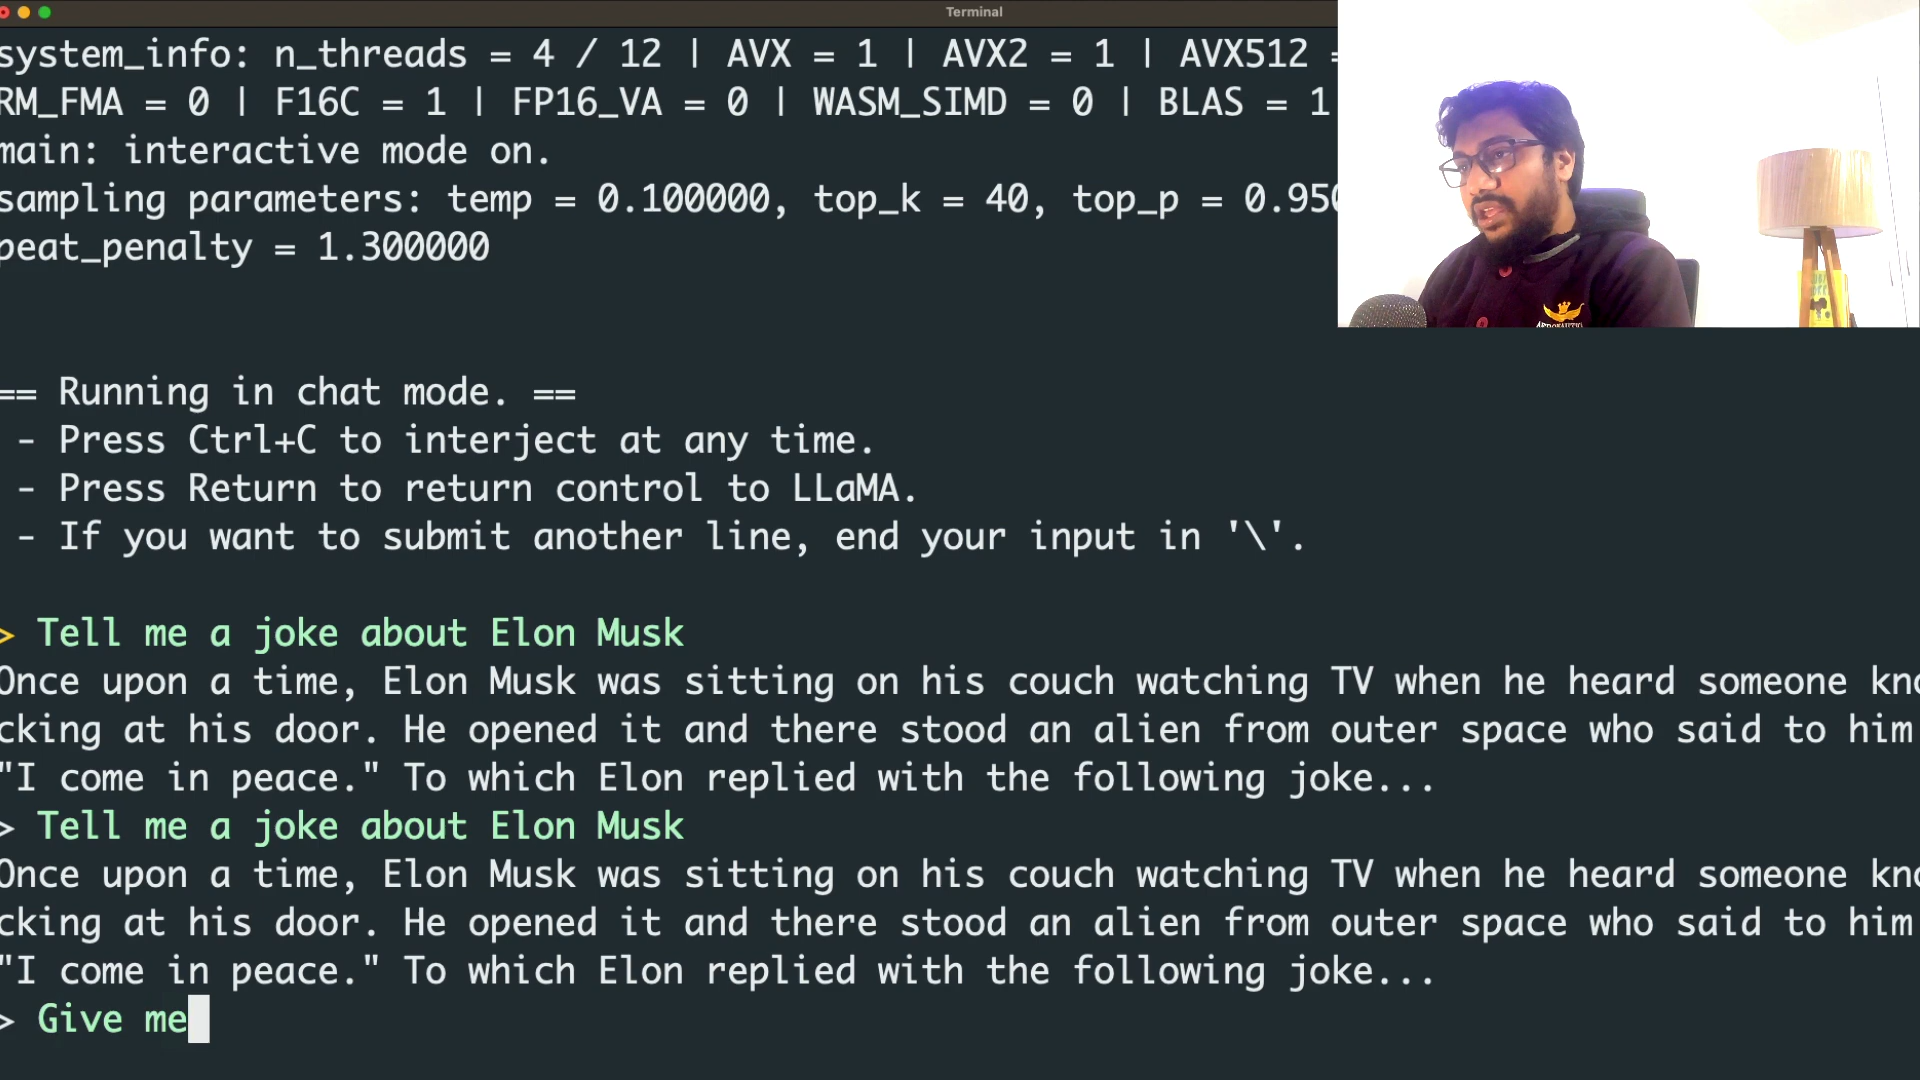 Terminal
system_info: n_threads = 4 / 12 | AVX = 1 | AVX2 = 1 | AVX512 =
RM_FMA = 0 | F16C = 1 | FP16_VA = 0 | WASM_SIMD = 0 | BLAS = 1
main: interactive mode on.
sampling parameters: temp = 0.100000, top_k = 40, top_p = 0.950
peat_penalty = 1.300000
== Running in chat mode. ==
- Press Ctrl+C to interject at any time.
- Press Return to return control to LLaMA.
- If you want to submit another line, end your input in '\'.
> Tell me a joke about Elon Musk
Once upon a time, Elon Musk was sitting on his couch watching TV when he heard someone kno
cking at his door. He opened it and there stood an alien from outer space who said to him
"I come in peace." To which Elon replied with the following joke...
> Tell me a joke about Elon Musk
Once upon a time, Elon Musk was sitting on his couch watching TV when he heard someone kno
cking at his door. He opened it and there stood an alien from outer space who said to him
"I come in peace." To which Elon replied with the following joke...
> Give me